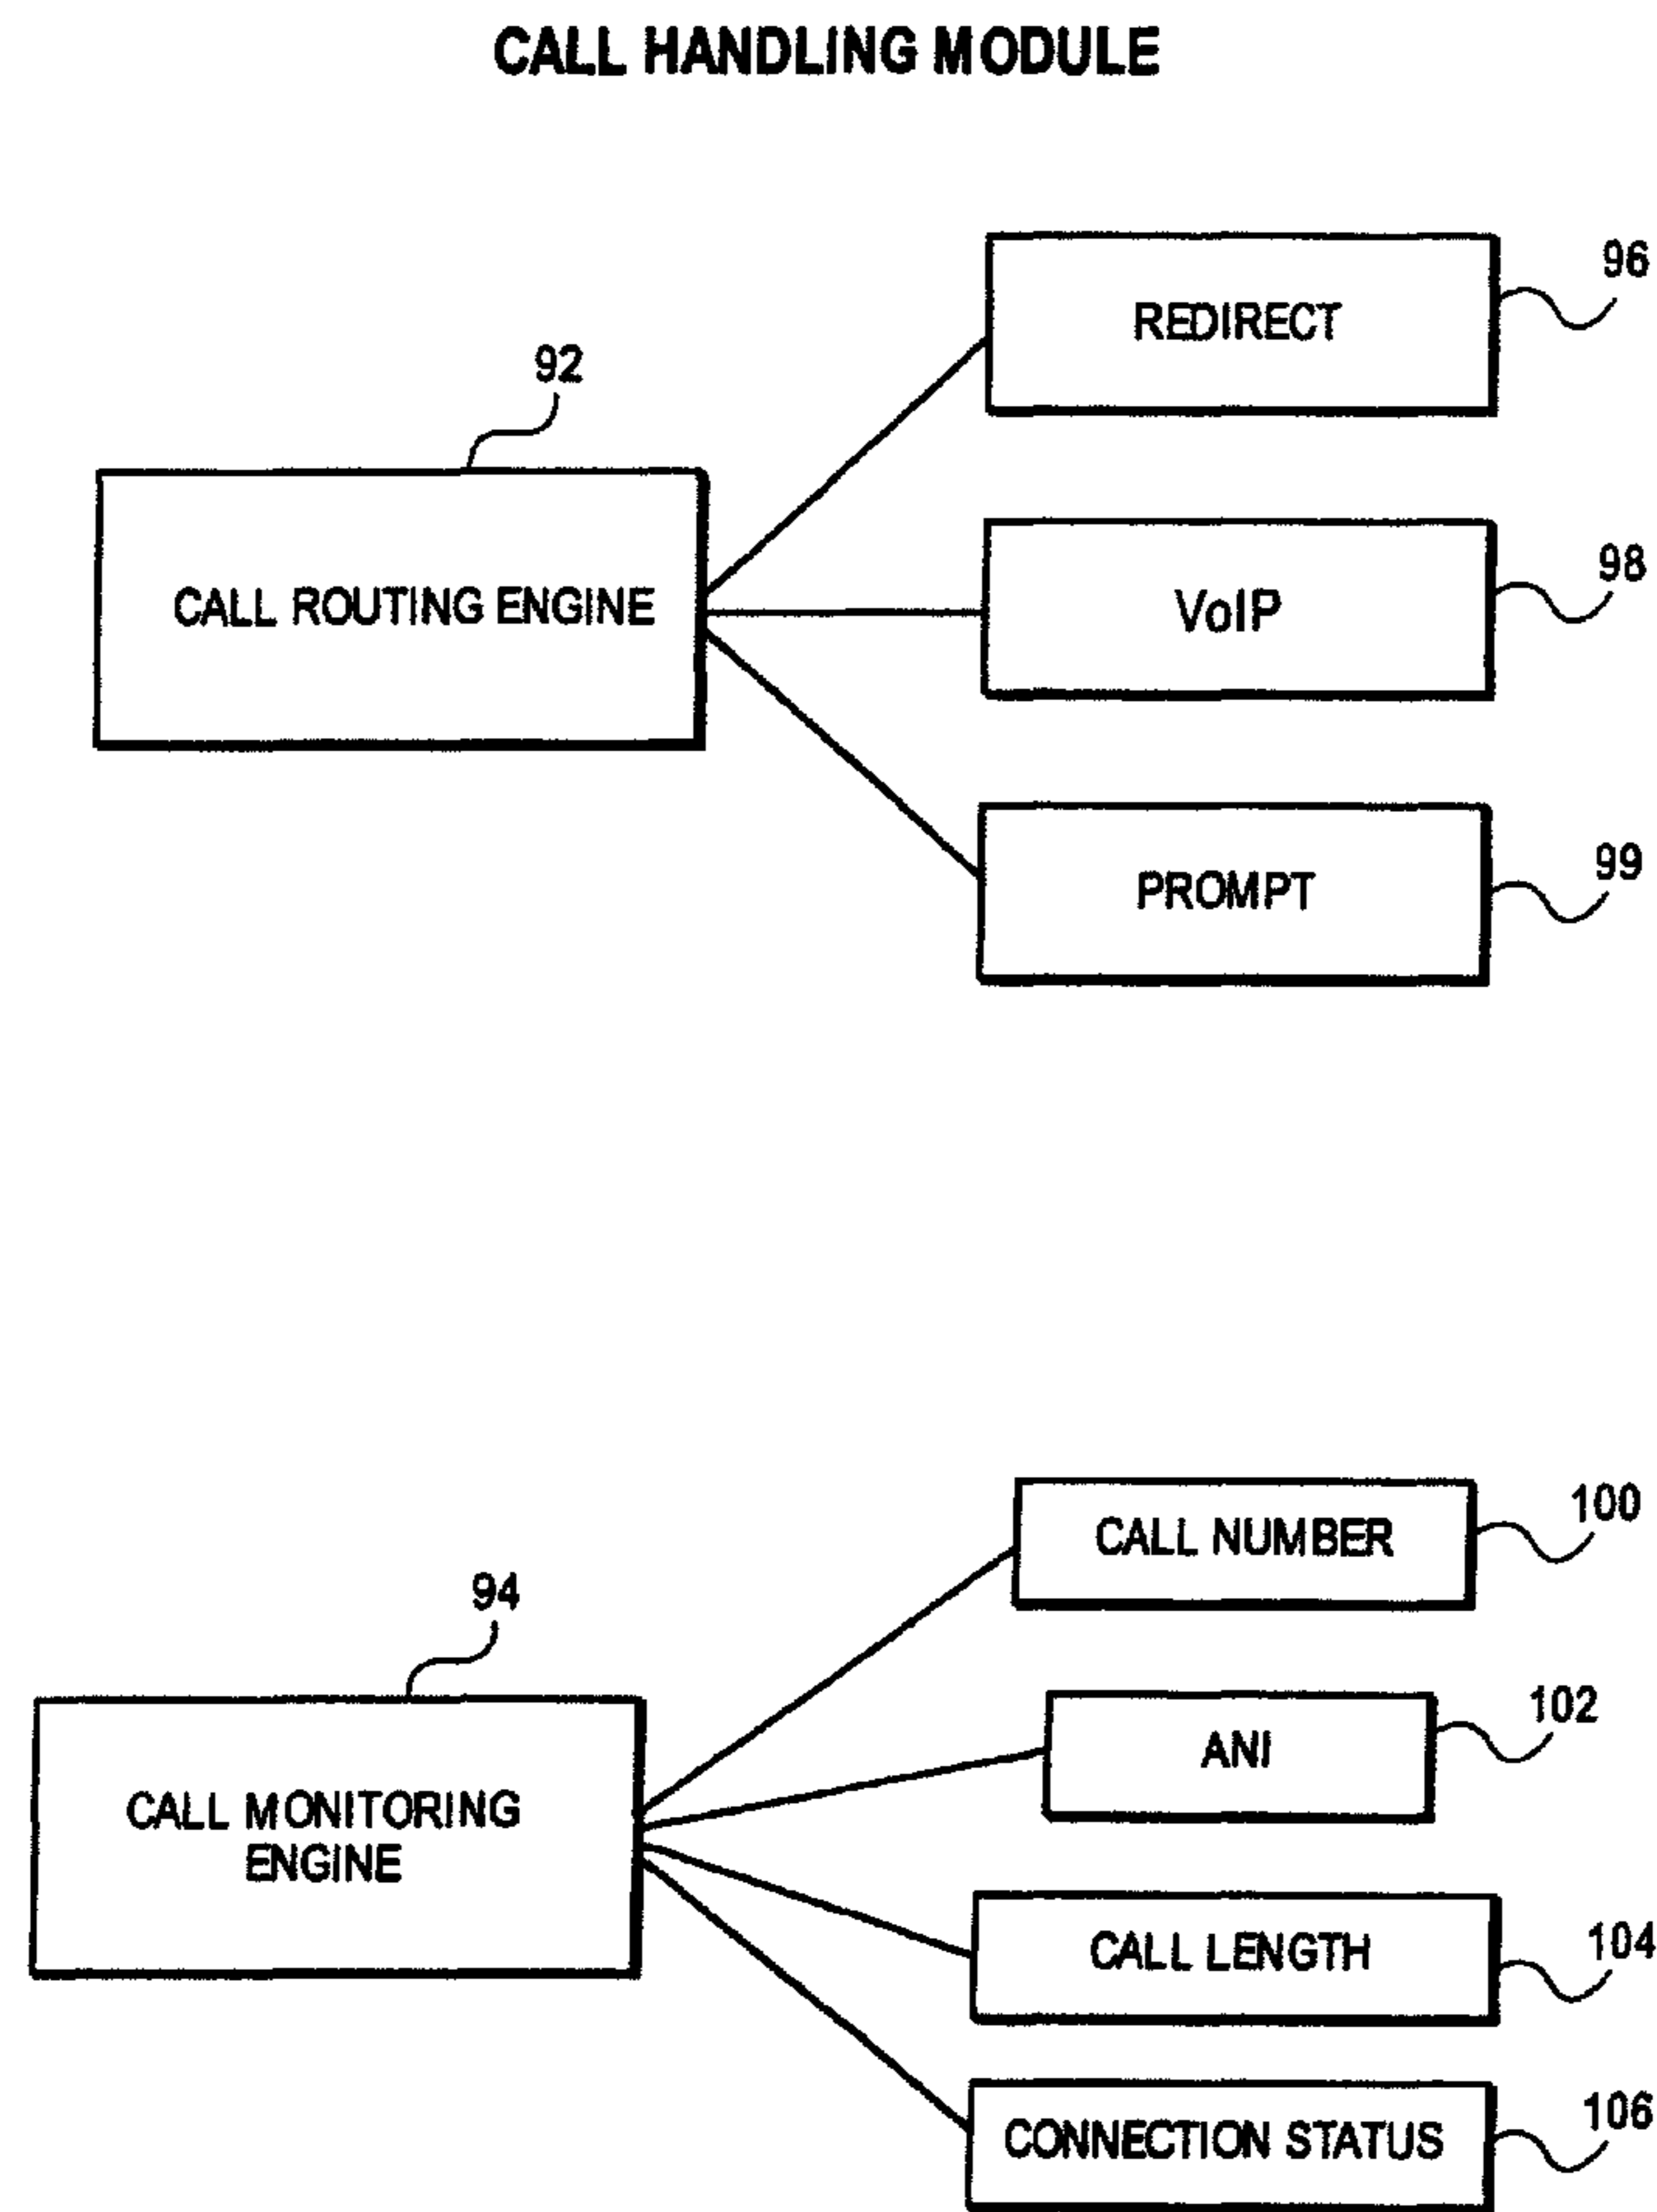 CALL HANDLING MODULE
96
REDIRECT
92
98
CALL ROUTING ENGINE
VoIP
99
PROMPT
100
CALL NUMBER
94
102
ANI
CALL MONITORING
ENGINE
104
CALL LENGTH
106
CONNECTION STATUS